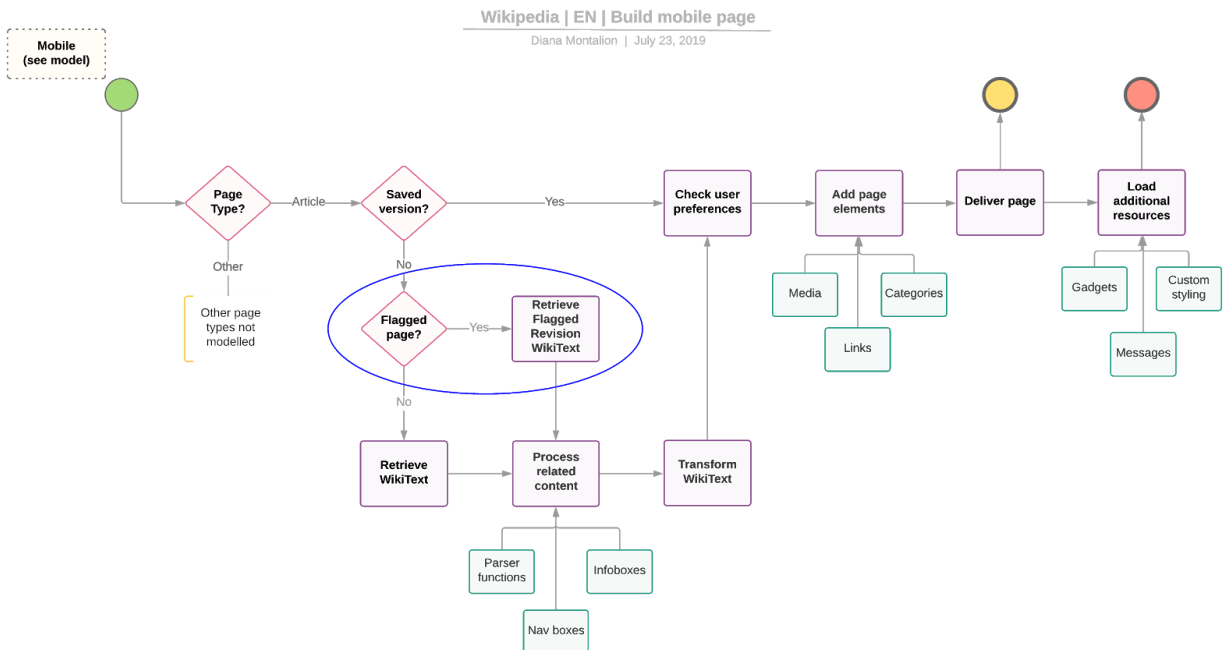 Wikipedia | EN | Build mobile page
Diana Montalion | July 23, 2019
Mobile
(see model)
Page
Type?
Article
Saved
version?
Yes
Check user
preferences
Add page
elements
Deliver page
Load
additional
resources
Other
No
Other page
types not
modelled
Flagged
page?
Yes
Retrieve
Flagged
Revision
WikiText
Media
Categories
Links
Gadgets
Custom
styling
Messages
No
Retrieve
WikiText
Process
related
content
Transform
WikiText
Parser
functions
Infoboxes
Nav boxes